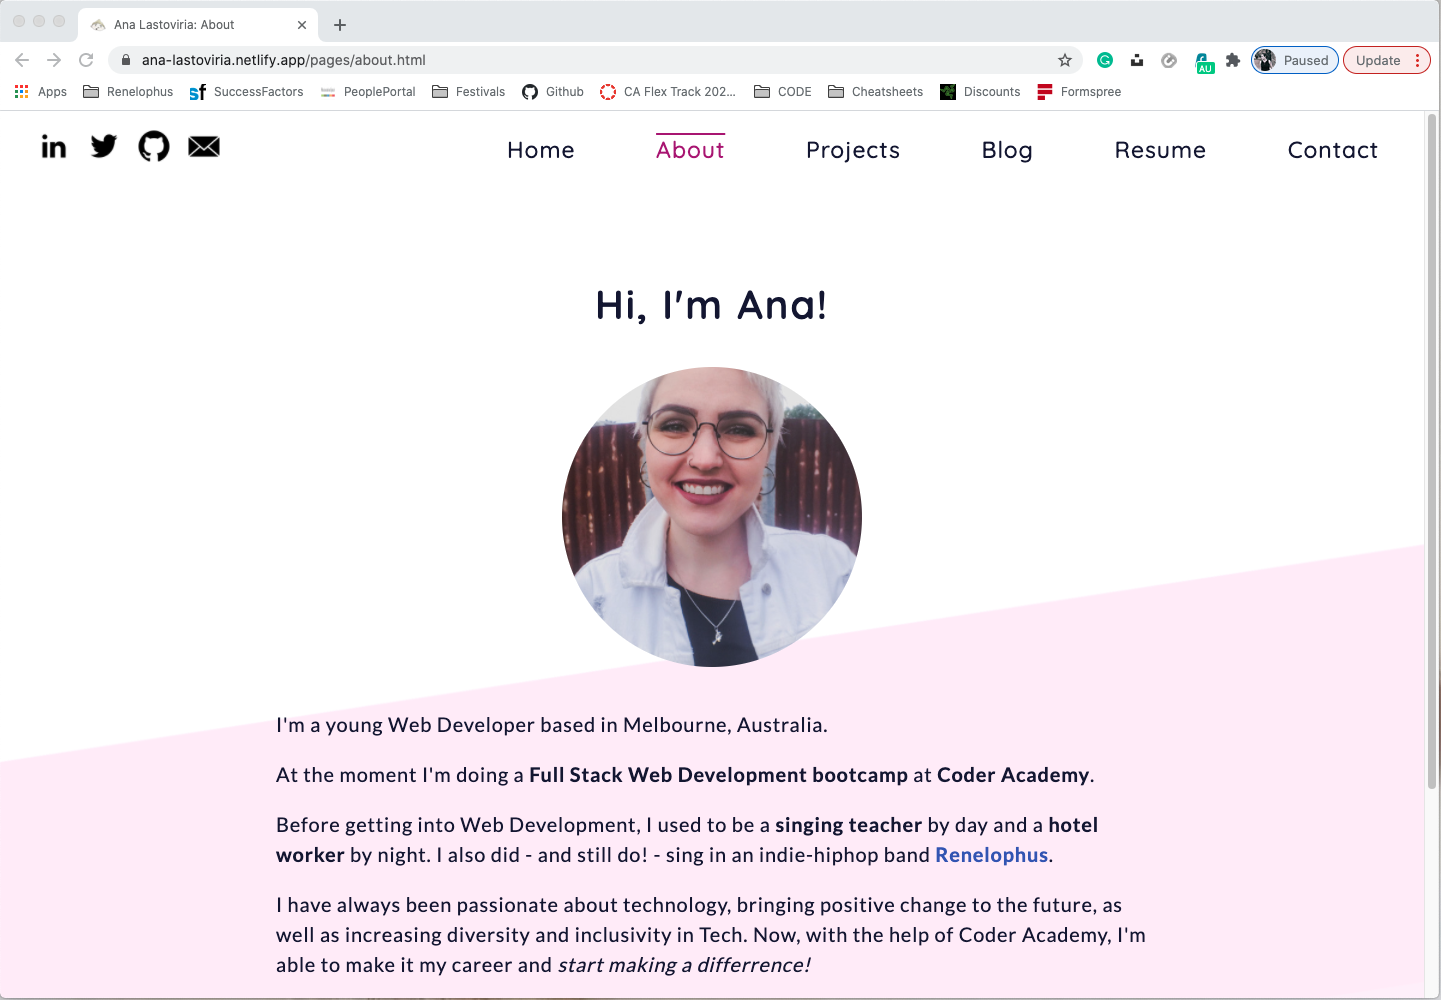 Ana Lastoviria: About
ana-lastoviria.netlify.app/pages/about.html
AU
Paused
Update
Apps
Renelophus
sf SuccessFactors
PeoplePortal
Festivals
Github
CA Flex Track 202...
CODE
Cheatsheets
Discounts
Formspree
in
Home
About
Projects
Blog
Resume
Contact
Hi, I'm Ana!
I'm a young Web Developer based in Melbourne, Australia.
At the moment I'm doing a Full Stack Web Development bootcamp at Coder Academy.
Before getting into Web Development, I used to be a singing teacher by day and a hotel
worker by night. I also did - and still do! - sing in an indie-hiphop band Renelophus.
I have always been passionate about technology, bringing positive change to the future, as
well as increasing diversity and inclusivity in Tech. Now, with the help of Coder Academy, I'm
able to make it my career and start making a differrence!